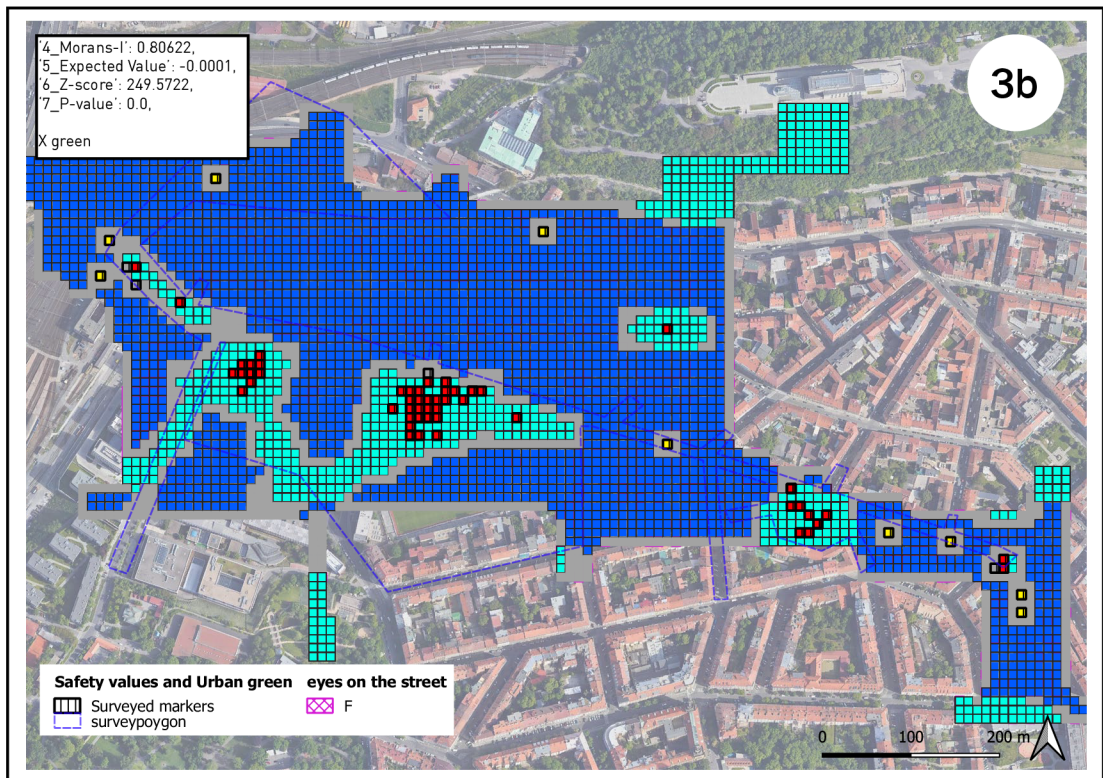 '4_Morans-I': 0.80622,
'5_Expected Value': -0.0001,
'6_Z-score': 249.5722,
'7_P-value': 0.0,
X green
3b
Safety values and Urban green
Surveyed markers
surveypoygon
eyes on the street
F
0 100 200 m